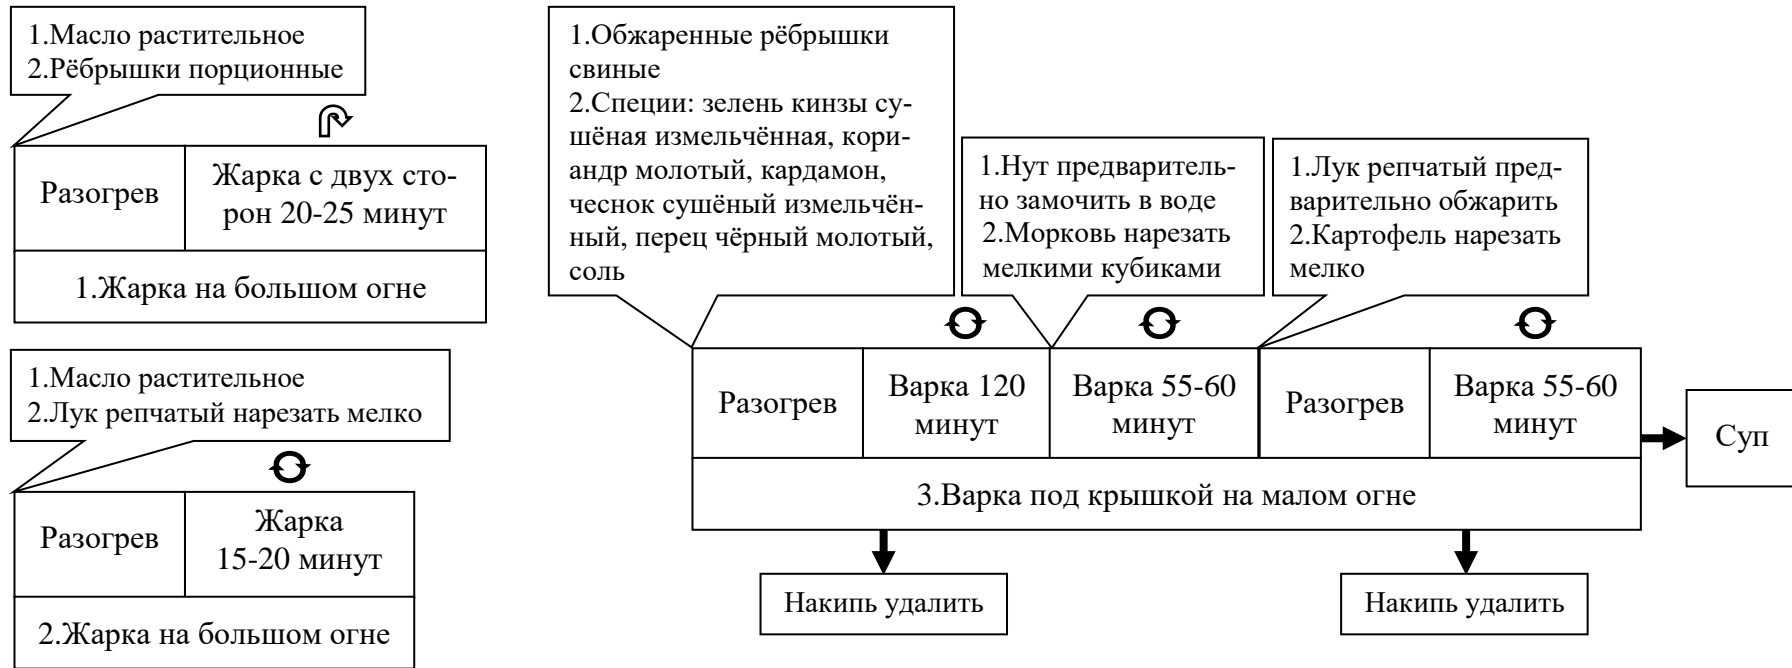 1.Масло растительное
2.Рёбрышки порционные
Разогрев
Жарка с двух сто-
рон 20-25 минут
1.Жарка на большом огне
1.Масло растительное
2.Лук репчатый нарезать мелко
Разогрев
Жарка
15-20 минут
2.Жарка на большом огне
1.Обжаренные рёбрышки
свиные
2.Специи: зелень кинзы су-
шёная измельчённая, кори-
андр молотый, кардамон,
чеснок сушёный измельчён-
ный, перец чёрный молотый,
соль
1.Нут предваритель-
но замочить в воде
2.Морковь нарезать
мелкими кубиками
1.Лук репчатый пред-
варительно обжарить
2.Картофель нарезать
мелко
Разогрев
Варка 120
минут
Варка 55-60
минут
Разогрев
Варка 55-60
минут
3.Варка под крышкой на малом огне
Суп
Накипь удалить
Накипь удалить